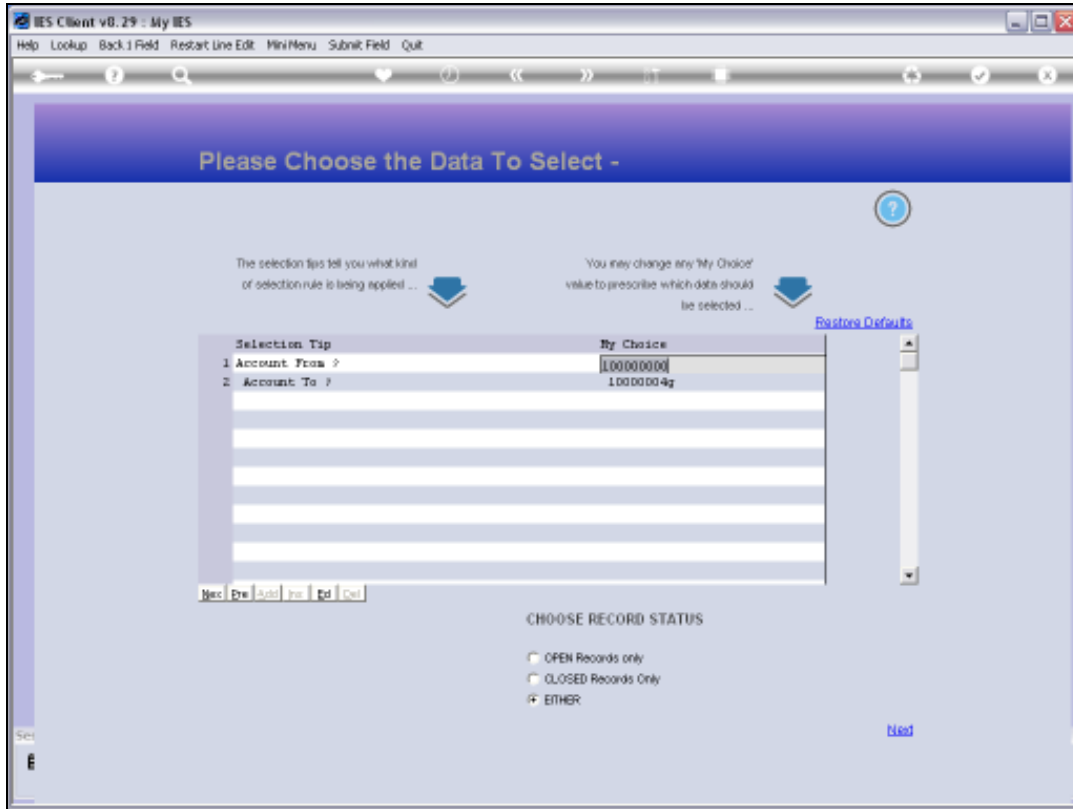 IES Client v8.29 : My IES
Help Lookup Back 1 Field Restart Line Edit MiniMenu Submit Field Quit
Please Choose the Data To Select -
The selection tips tell you what kind
of selection rule is being applied ...
You may change any 'My Choice'
value to prescribe which data should
be selected ...
Restore Defaults
Selection Tip My Choice
1 Account From ? 100000000
2 Account To ? 10000004g
Nex Pre Add Ins Ed Del
CHOOSE RECORD STATUS
OPEN Records only
CLOSED Records Only
EITHER
Next